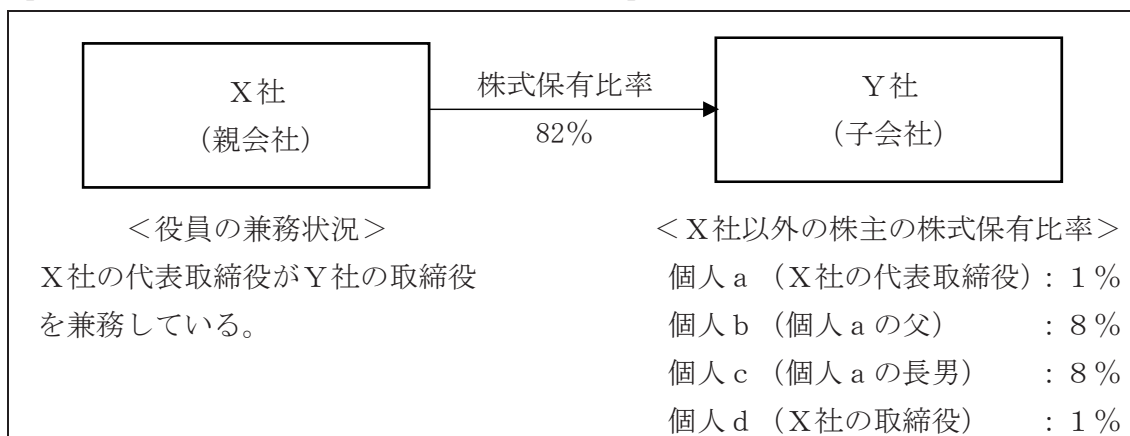 X社
(親会社)
株式保有比率
82%
Y社
(子会社)
<役員の兼務状況>
X社の代表取締役がY社の取締役
を兼務している。
<X社以外の株主の株式保有比率>
個人a (X社の代表取締役):1%
個人b (個人aの父) :8%
個人c (個人aの長男) :8%
個人d (X社の取締役) :1%